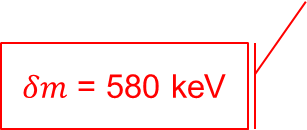 𝛿𝑚 = 580 keV